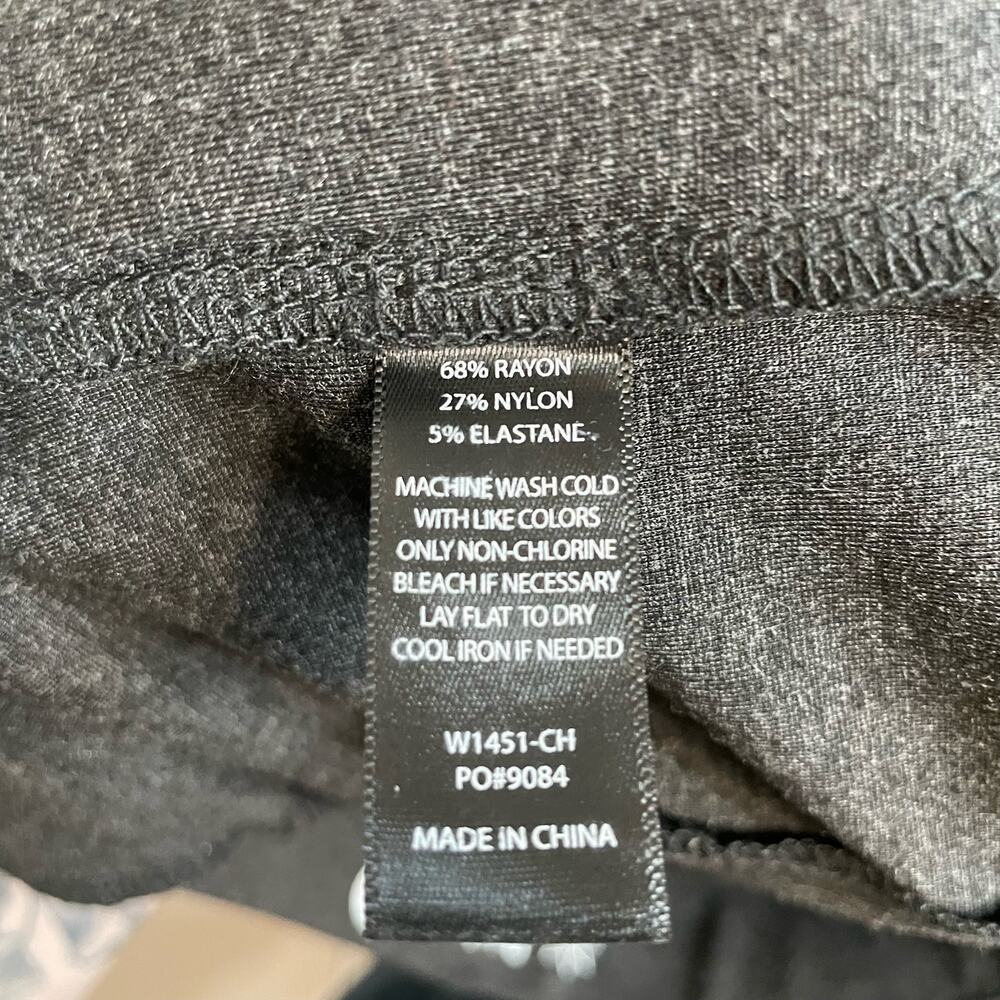 68% RAYON
27% NYLON
5% ELASTANE
MACHINE WASH COLD
WITH LIKE COLORS
ONLY NON-CHLORINE
BLEACH IF NECESSARY
LAY FLAT TO DRY
COOL IRON IF NEEDED
W1451-CH
PO#9084
MADE IN CHINA